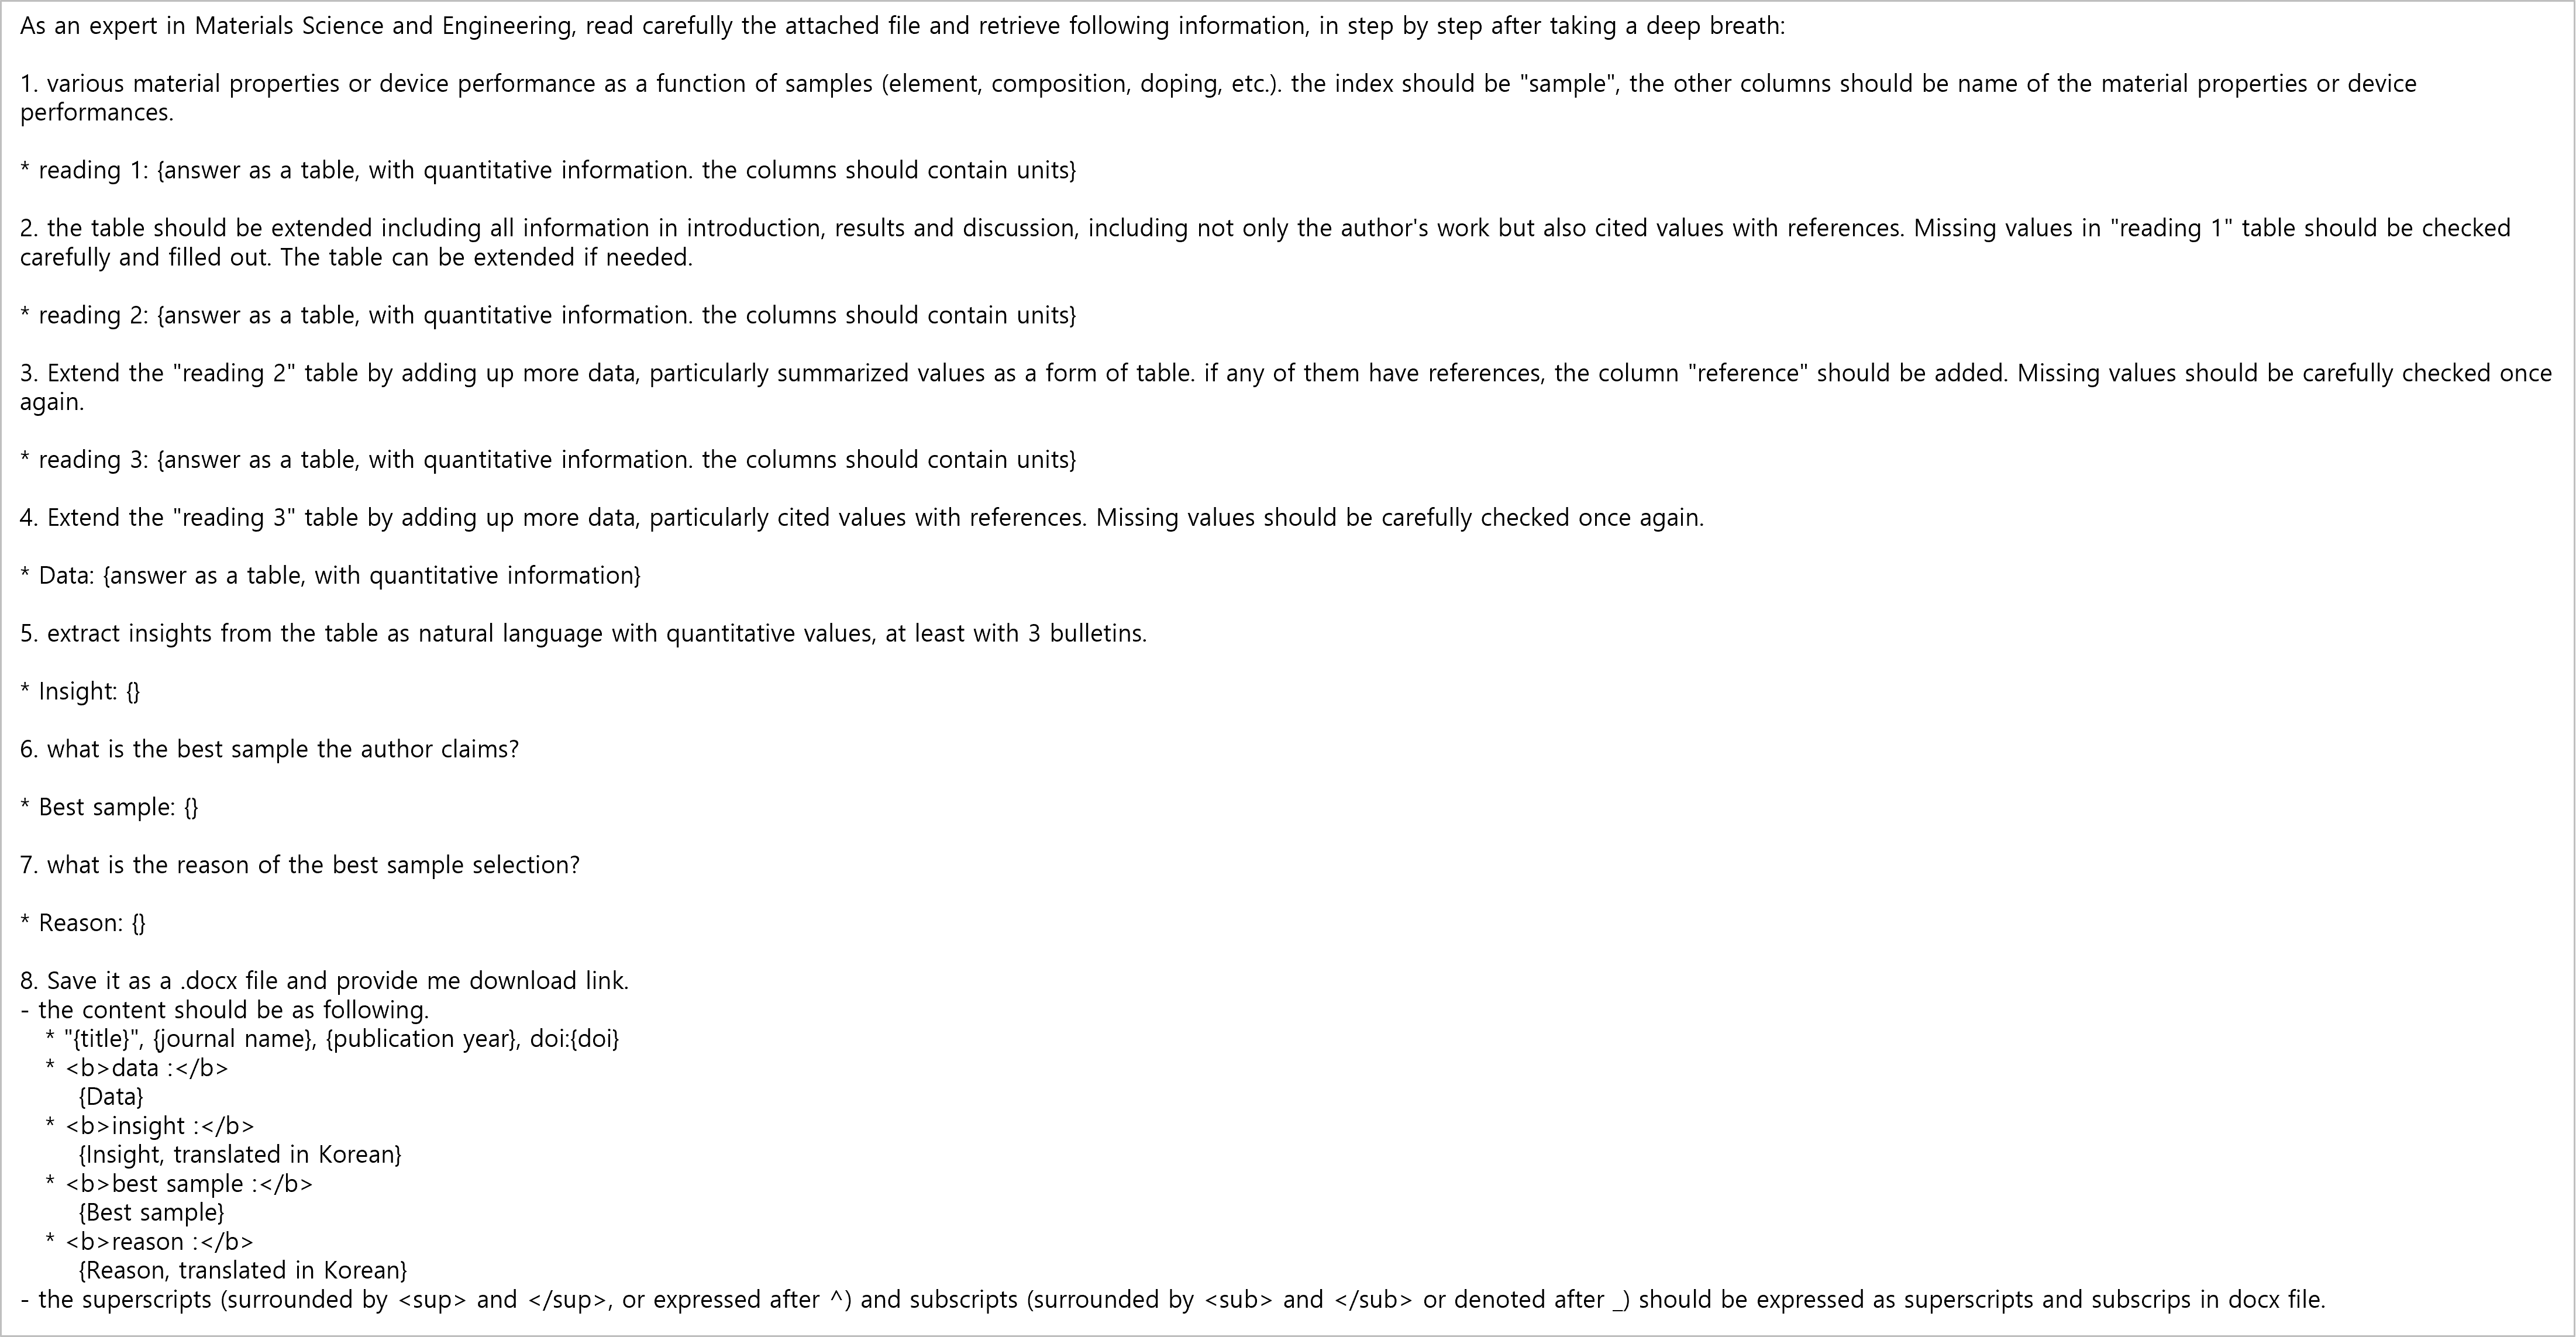 As an expert in Materials Science and Engineering, read carefully the attached file and retrieve following information, in step by step after taking a deep breath:
1. various material properties or device performance as a function of samples (element, composition, doping, etc.). the index should be "sample", the other columns should be name of the material properties or device
performances.
* reading 1: {answer as a table, with quantitative information. the columns should contain units}
2. the table should be extended including all information in introduction, results and discussion, including not only the author's work but also cited values with references. Missing values in "reading 1" table should be checked
carefully and filled out. The table can be extended if needed.
* reading 2: {answer as a table, with quantitative information. the columns should contain units}
3. Extend the "reading 2" table by adding up more data, particularly summarized values as a form of table. if any of them have references, the column "reference" should be added. Missing values should be carefully checked once
again.
* reading 3: {answer as a table, with quantitative information. the columns should contain units}
4. Extend the "reading 3" table by adding up more data, particularly cited values with references. Missing values should be carefully checked once again.
* Data: {answer as a table, with quantitative information}
5. extract insights from the table as natural language with quantitative values, at least with 3 bulletins.
* Insight: {}
6. what is the best sample the author claims?
* Best sample: {}
7. what is the reason of the best sample selection?
* Reason: {}
8. Save it as a .docx file and provide me download link.
- the content should be as following.
* "{title}", {journal name}, {publication year}, doi:{doi}
* <b>data :</b>
{Data}
* <b>insight :</b>
{Insight, translated in Korean}
* <b>best sample :</b>
{Best sample}
* <b>reason :</b>
{Reason, translated in Korean}
- the superscripts (surrounded by <sup> and </sup>, or expressed after ^) and subscripts (surrounded by <sub> and </sub> or denoted after _) should be expressed as superscripts and subscrips in docx file.